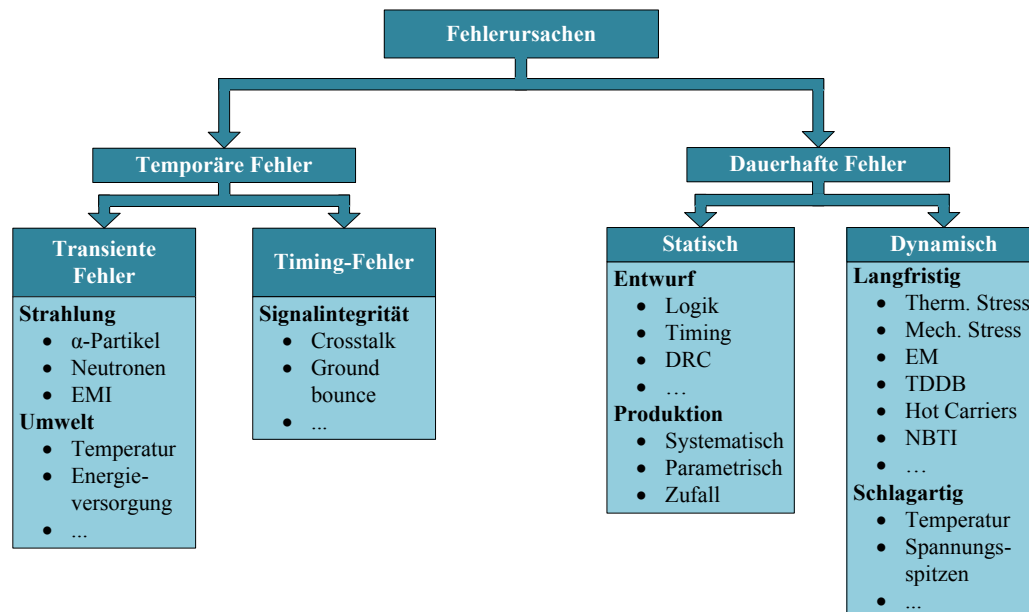 Fehlerursachen
Temporäre Fehler
Dauerhafte Fehler
Transiente
Fehler
Strahlung
• α-Partikel
• Neutronen
• EMI
Umwelt
• Temperatur
• Energie-
versorgung
• ...
Timing-Fehler
Signalintegrität
• Crosstalk
• Ground
bounce
• ...
Statisch
Entwurf
• Logik
• Timing
• DRC
• …
Produktion
• Systematisch
• Parametrisch
• Zufall
Dynamisch
Langfristig
• Therm. Stress
• Mech. Stress
• EM
• TDDB
• Hot Carriers
• NBTI
• …
Schlagartig
• Temperatur
• Spannungs-
spitzen
• ...